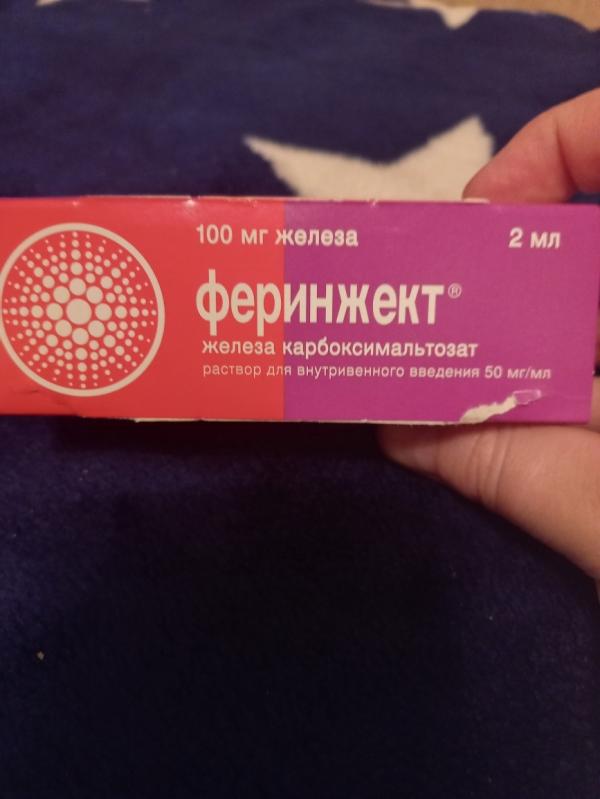 100 мг железа 2 мл
феринжект®
железа карбоксимальтозат
раствор для внутривенного введения 50 мг/мл